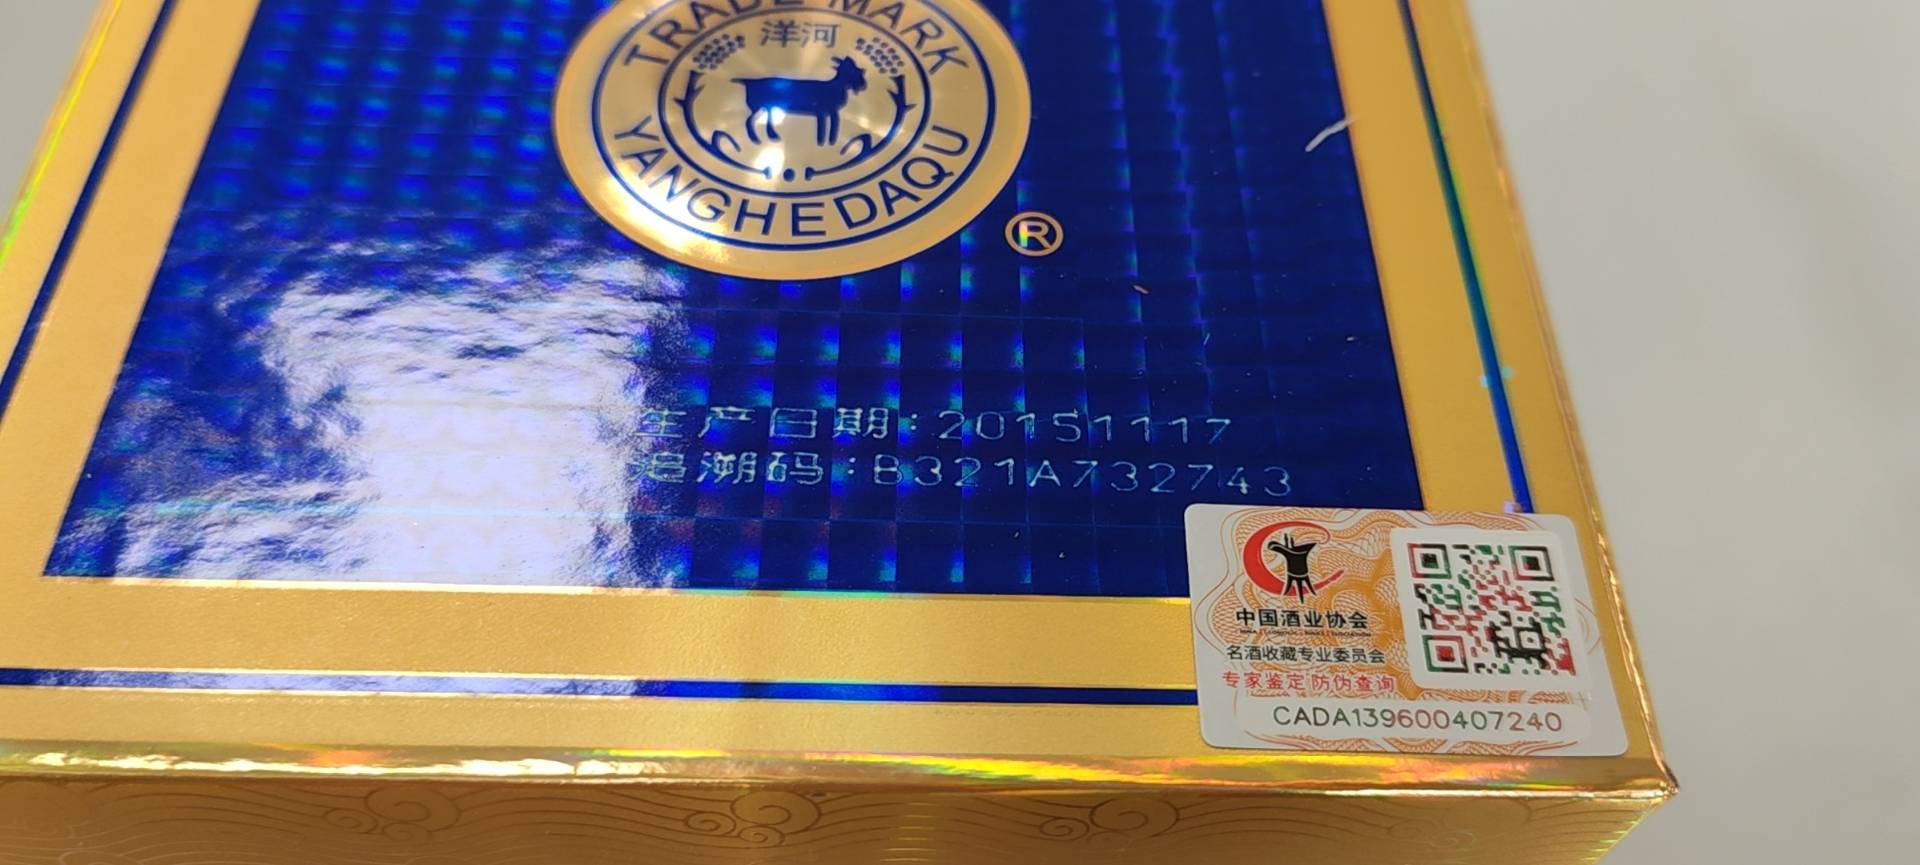 TRADE MARK
洋河
YANGHEDAQU
®
生产日期:20151117
追溯码:B321A732743
中国酒业协会
名酒收藏专业委员会
专家鉴定 防伪查询
CADA139600407240